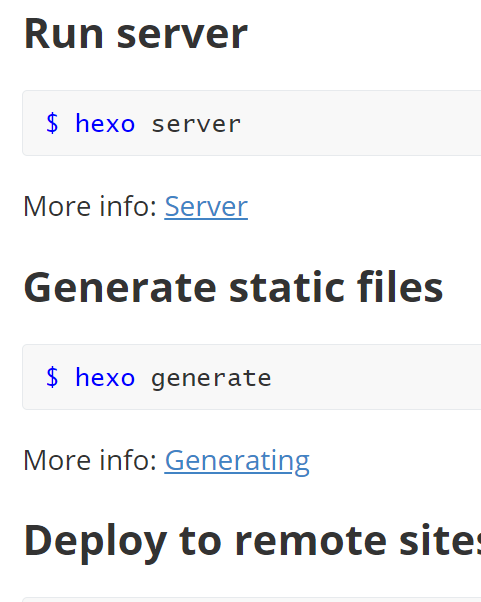 Run server
$ hexo server
More info: Server
Generate static files
$ hexo generate
More info: Generating
Deploy to remote sites